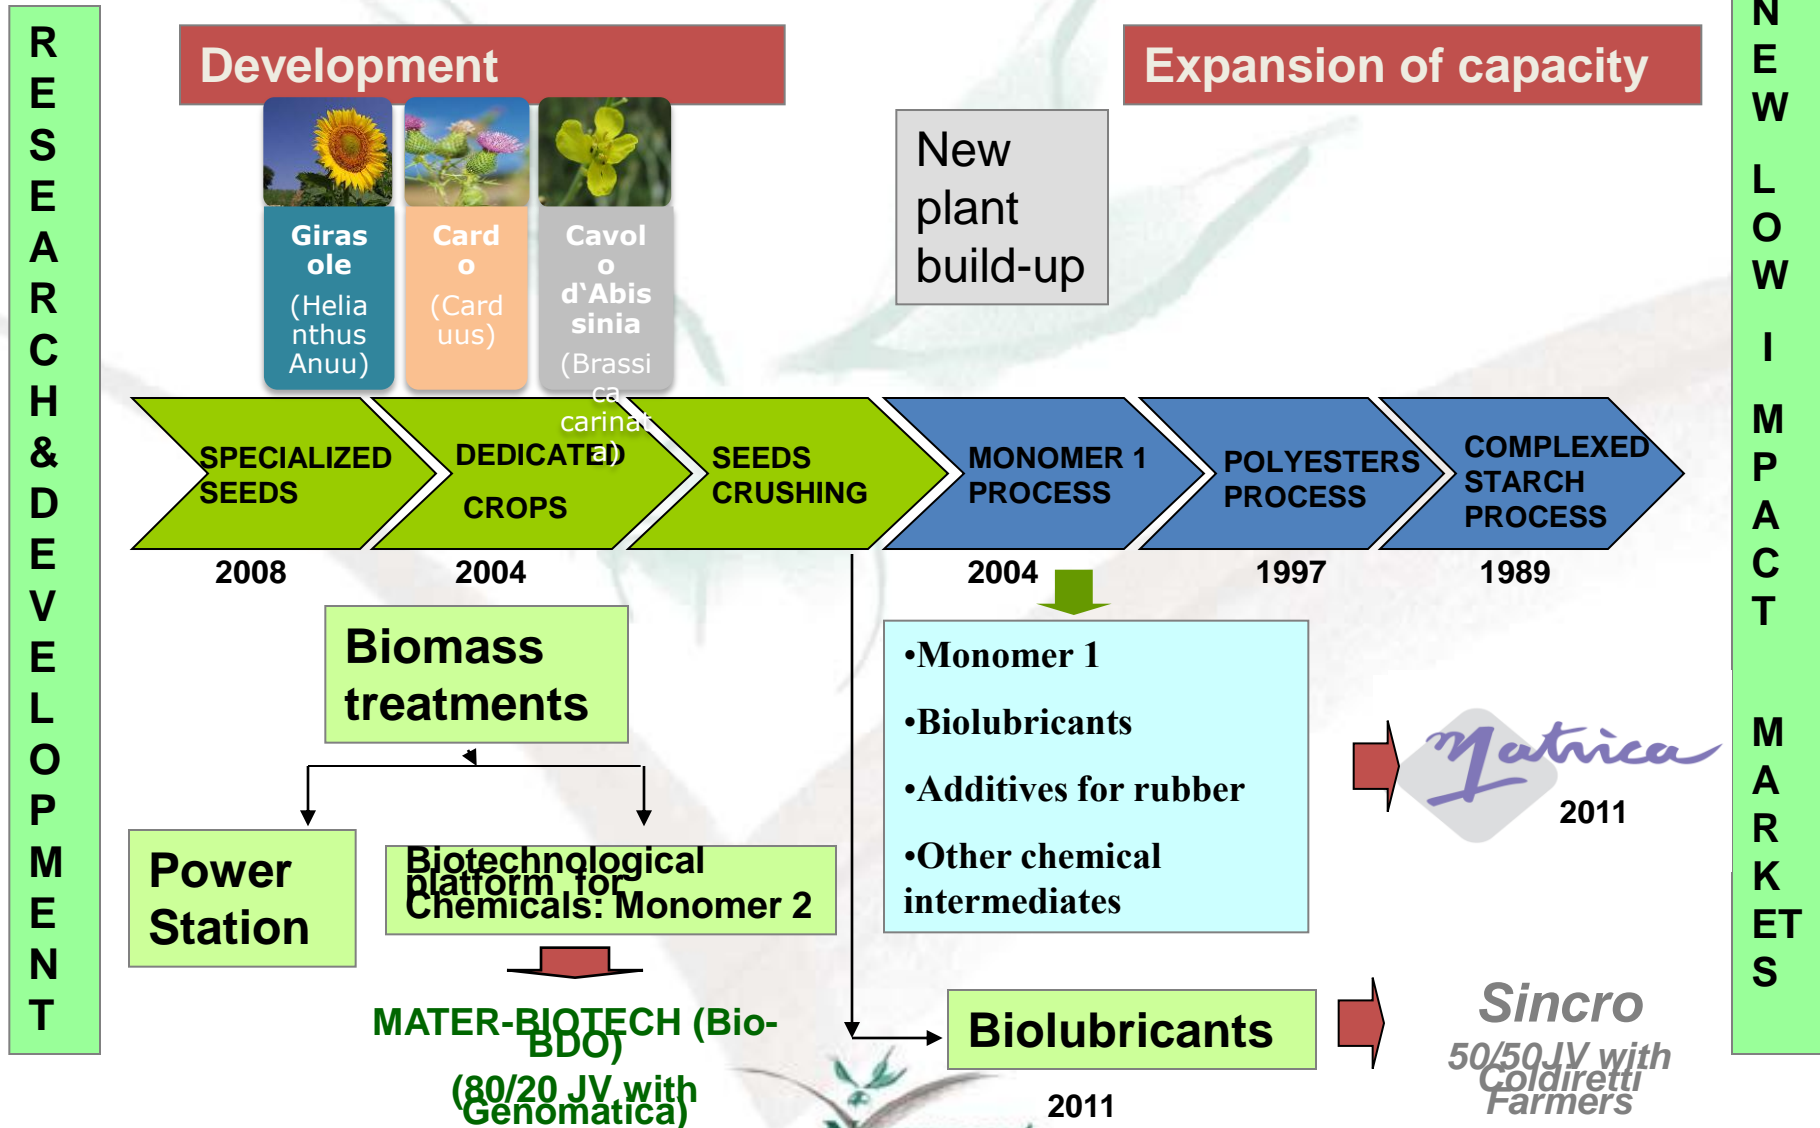 RESEARCH&DEVELOPMENT
Development
Expansion of capacity
NEW LOW IMPACT MARKETS
Giras
ole
(Helia
nthus
Anuu)
Card
o
(Card
uus)
Cavol
o
d‘Abis
sinia
(Brassi
ca
carinat
a)
New
plant
build-up
SPECIALIZED
SEEDS
DEDICATED
CROPS
SEEDS
CRUSHING
MONOMER 1
PROCESS
POLYESTERS
PROCESS
COMPLEXED
STARCH
PROCESS
2008
2004
2004
1997
1989
Biomass
treatments
Power
Station
Biotechnological
platform for
Chemicals: Monomer 2
MATER-BIOTECH (Bio-
BDO)
(80/20 JV with
Genomatica)
•Monomer 1
•Biolubricants
•Additives for rubber
•Other chemical
intermediates
Matrica
2011
Biolubricants
2011
Sincro
50/50JV with
Coldiretti
Farmers